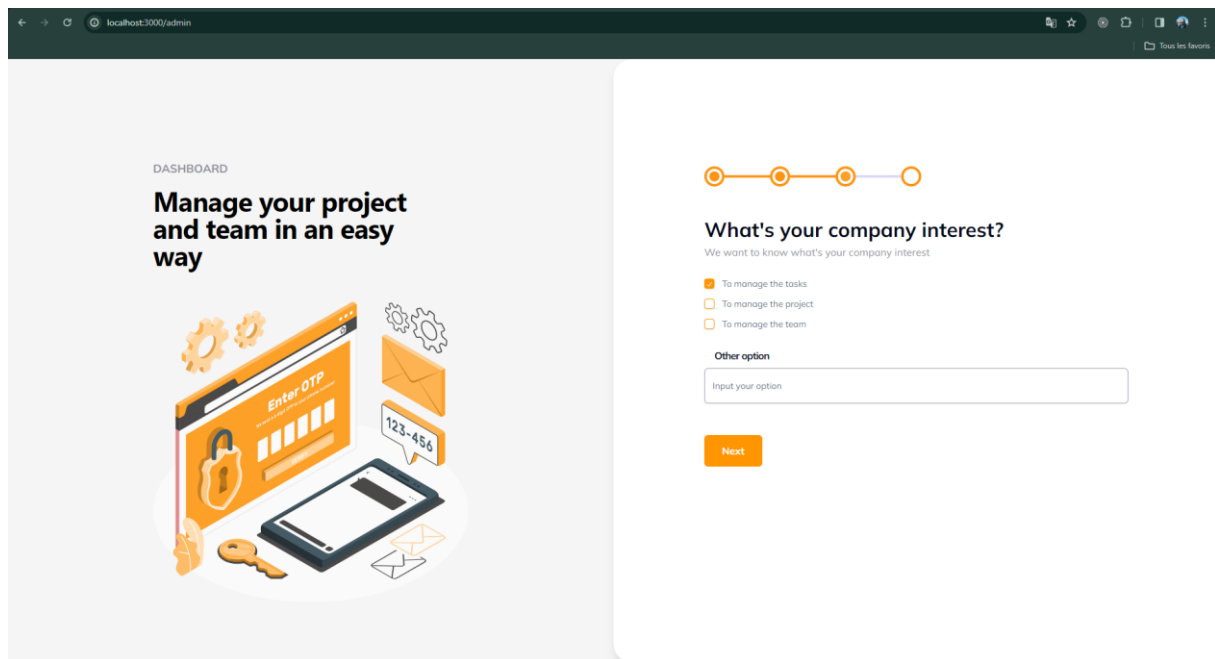 localhost:3000/admin
Tous les favoris
DASHBOARD
Manage your project
and team in an easy
way
Enter OTP
123-456
What's your company interest?
We want to know what's your company interest
To manage the tasks
To manage the project
To manage the team
Other option
Input your option
Next